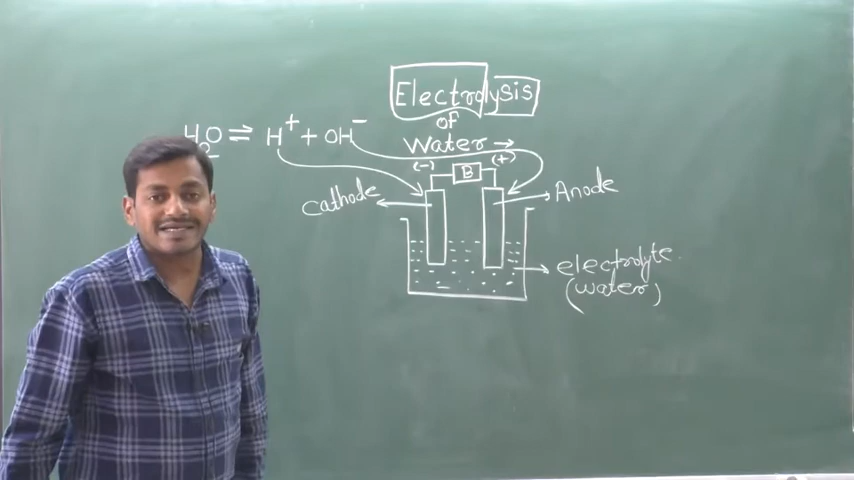 Electrolysis
of
Water →
H₂O ⇌ H⁺ + OH⁻
(-) B (+)
cathode
Anode
electrolyte
(water)